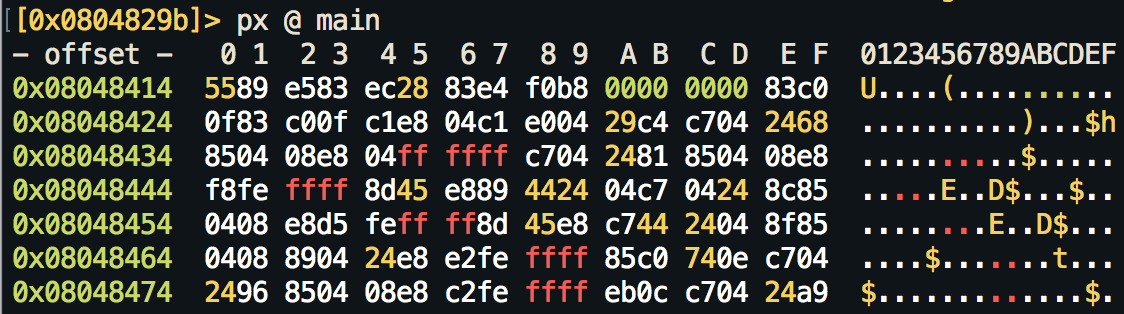 [0x0804829b]> px @ main
- offset -   0 1  2 3  4 5  6 7  8 9  A B  C D  E F  0123456789ABCDEF
0x08048414  5589 e583 ec28 83e4 f0b8 0000 0000 83c0  U....(..........
0x08048424  0f83 c00f c1e8 04c1 e004 29c4 c704 2468  ..........)...$h
0x08048434  8504 08e8 04ff ffff c704 2481 8504 08e8  ..........$.....
0x08048444  f8fe ffff 8d45 e889 4424 04c7 0424 8c85  .....E..D$...$..
0x08048454  0408 e8d5 feff ff8d 45e8 c744 2404 8f85  ........E..D$...
0x08048464  0408 8904 24e8 e2fe ffff 85c0 740e c704  ....$.......t...
0x08048474  2496 8504 08e8 c2fe ffff eb0c c704 24a9  $.............$.